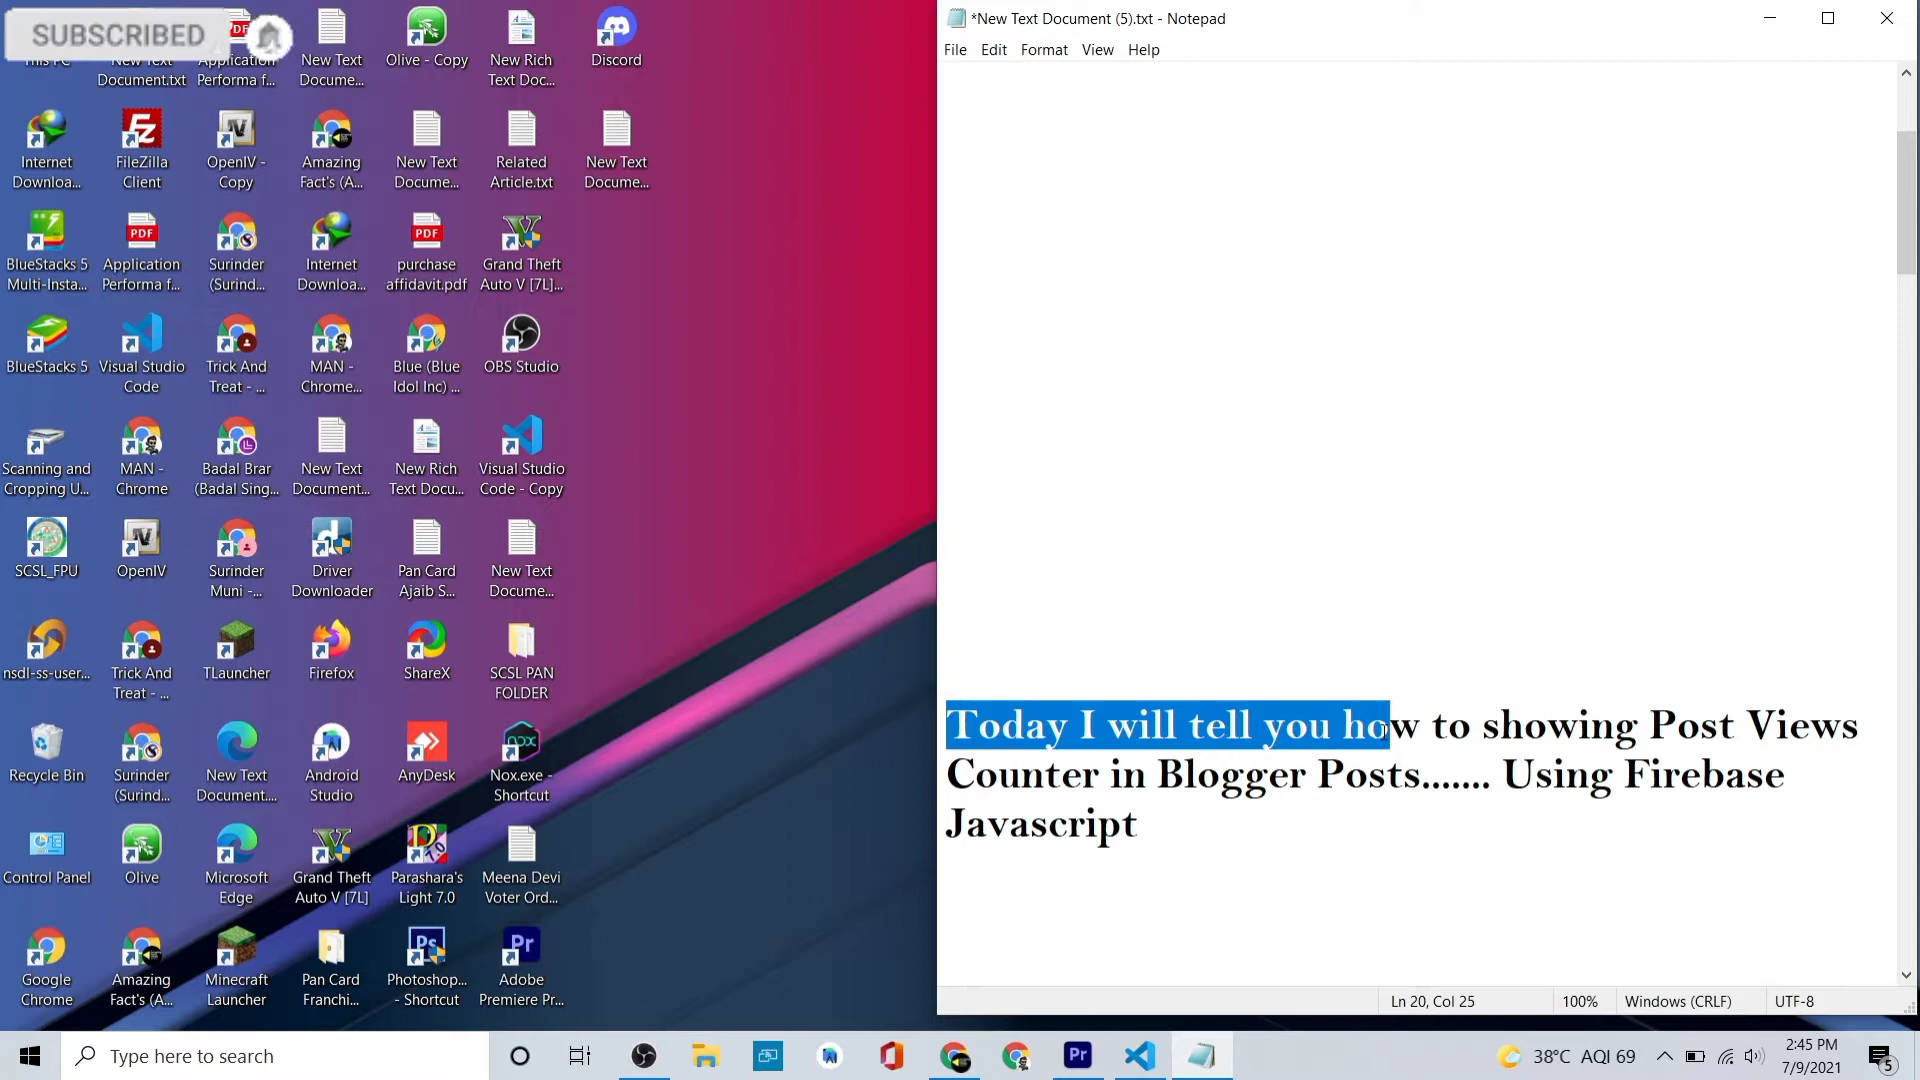 SUBSCRIBED
This PC
New Text
Document.txt
Application
Performa f...
New Text
Docume...
Olive - Copy
New Rich
Text Doc...
Discord
Internet
Downloa...
FileZilla
Client
OpenIV -
Copy
Amazing
Fact's (A...
New Text
Docume...
Related
Article.txt
New Text
Docume...
BlueStacks 5
Multi-Insta...
Application
Performa f...
Surinder
(Surind...
Internet
Downloa...
purchase
affidavit.pdf
Grand Theft
Auto V [7L]...
BlueStacks 5
Visual Studio
Code
Trick And
Treat - ...
MAN -
Chrome...
Blue (Blue
Idol Inc) ...
OBS Studio
Scanning and
Cropping U...
MAN -
Chrome
Badal Brar
(Badal Sing...
New Text
Document...
New Rich
Text Docu...
Visual Studio
Code - Copy
SCSL_FPU
OpenIV
Surinder
Muni -...
Driver
Downloader
Pan Card
Ajaib S...
New Text
Docume...
nsdl-ss-user...
Trick And
Treat - ...
TLauncher
Firefox
ShareX
SCSL PAN
FOLDER
Recycle Bin
Surinder
(Surind...
New Text
Document....
Android
Studio
AnyDesk
Nox.exe -
Shortcut
Control Panel
Olive
Microsoft
Edge
Grand Theft
Auto V [7L]
Parashara's
Light 7.0
Meena Devi
Voter Ord...
Google
Chrome
Amazing
Fact's (A...
Minecraft
Launcher
Pan Card
Franchi...
Photoshop...
- Shortcut
Adobe
Premiere Pr...
*New Text Document (5).txt - Notepad
File Edit Format View Help
Today I will tell you how to showing Post Views
Counter in Blogger Posts....... Using Firebase
Javascript
Ln 20, Col 25 100% Windows (CRLF) UTF-8
Type here to search
38°C AQI 69
2:45 PM
7/9/2021
5